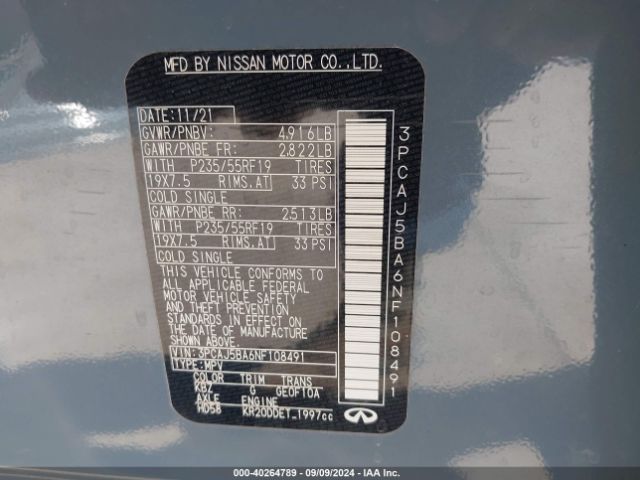 MFD BY NISSAN MOTOR CO.,LTD.
DATE: 11/21
GVWR/PNBV: 4,916LB
GAWR/PNBE FR: 2,822LB
WITH P235/55RF19 TIRES
19X7.5 RIMS.AT 33 PSI
COLD SINGLE
GAWR/PNBE RR: 2,513LB
WITH P235/55RF19 TIRES
19X7.5 RIMS.AT 33 PSI
COLD SINGLE
THIS VEHICLE CONFORMS TO
ALL APPLICABLE FEDERAL
MOTOR VEHICLE SAFETY
AND THEFT PREVENTION
STANDARDS IN EFFECT ON
THE DATE OF MANUFACTURE
SHOWN ABOVE.
VIN: 3PCAJ5BA6NF108491
TYPE: MPV
COLOR TRIM TRANS
KBZ G GE0F10A
AXLE ENGINE
HD58 KR20DDET 1997cc
3PCAJ5BA6NF108491
000-40264789 - 09/09/2024 - IAA Inc.